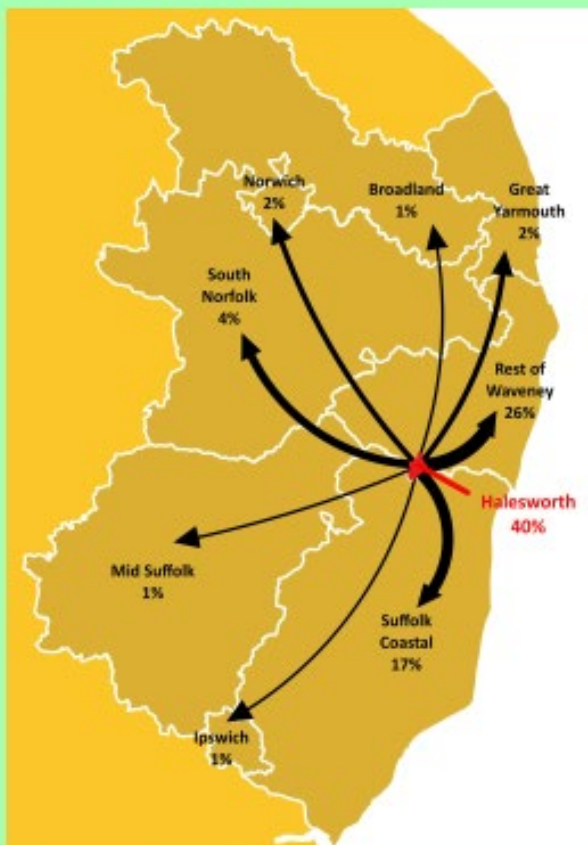 Norwich
2%
Broadland
1%
Great
Yarmouth
2%
South
Norfolk
4%
Rest of
Waveney
26%
Halesworth
40%
Mid Suffolk
1%
Suffolk
Coastal
17%
Ipswich
1%